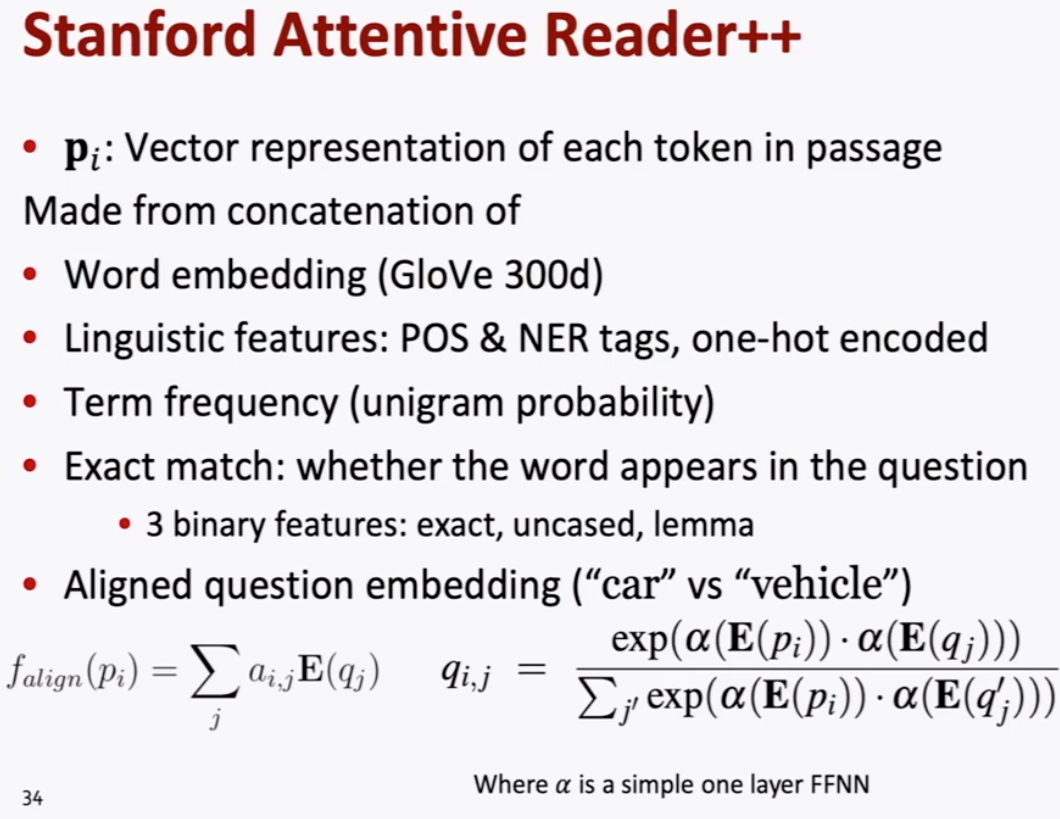 Stanford Attentive Reader++
• 𝐩ᵢ: Vector representation of each token in passage
Made from concatenation of
• Word embedding (GloVe 300d)
• Linguistic features: POS & NER tags, one-hot encoded
• Term frequency (unigram probability)
• Exact match: whether the word appears in the question
• 3 binary features: exact, uncased, lemma
• Aligned question embedding (“car” vs “vehicle”)
f_{align}(p_i) = \sum_j a_{i,j} \mathbf{E}(q_j)    q_{i,j} = \frac{\exp(\alpha(\mathbf{E}(p_i)) \cdot \alpha(\mathbf{E}(q_j)))}{\sum_{j'} \exp(\alpha(\mathbf{E}(p_i)) \cdot \alpha(\mathbf{E}(q'_j)))}
Where α is a simple one layer FFNN
34